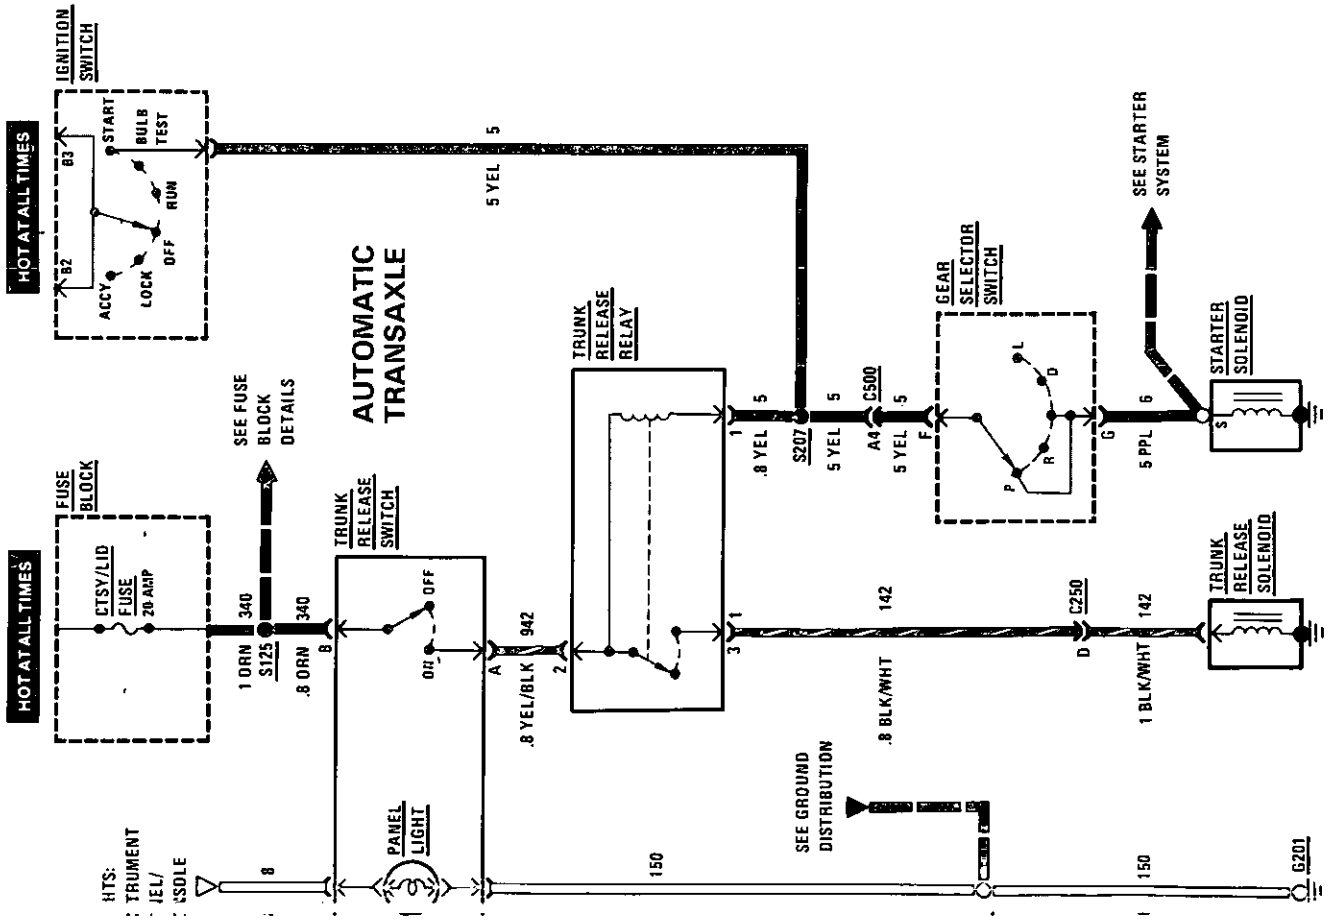 HOT AT ALL TIMES
IGNITION
SWITCH
B3
B2
START
BULB
TEST
RUN
OFF
LOCK
ACCY
5 YEL
5
AUTOMATIC
TRANSAXLE
HOT AT ALL TIMES
FUSE
BLOCK
CTSY/LID
FUSE
20 AMP
SEE FUSE
BLOCK
DETAILS
1 ORN
340
S125
.8 ORN
340
B
TRUNK
RELEASE
SWITCH
OFF
ON
A
.8 YEL/BLK
942
2
TRUNK
RELEASE
RELAY
1
.8 YEL
5
S207
5 YEL
5
A4
C500
5 YEL
5
F
GEAR
SELECTOR
SWITCH
P
R
D
L
G
5 PPL
6
SEE STARTER
SYSTEM
S
STARTER
SOLENOID
3
1
.8 BLK/WHT
142
D
C250
1 BLK/WHT
142
TRUNK
RELEASE
SOLENOID
HTS:
TRUMENT
8
PANEL
LIGHT
150
SEE GROUND
DISTRIBUTION
150
G201